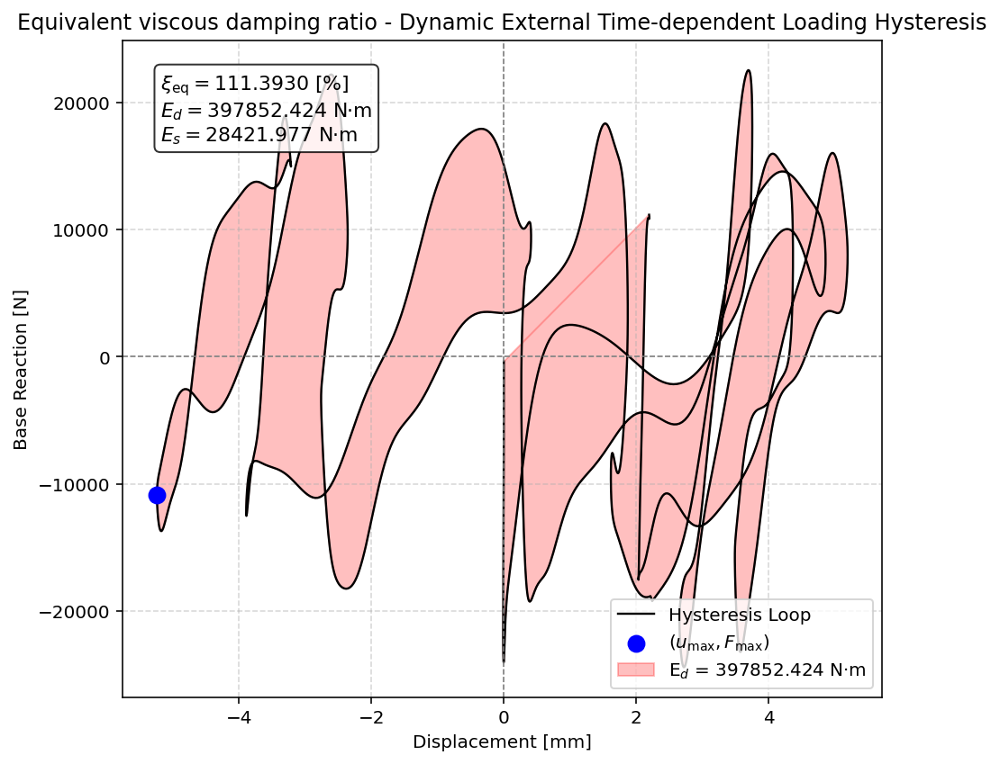 Equivalent viscous damping ratio - Dynamic External Time-dependent Loading Hysteresis
ξeq = 111.3930 [%]
Ed = 397852.424 N·m
Es = 28421.977 N·m
20000
10000
0
−10000
−20000
Base Reaction [N]
−4
−2
0
2
4
Displacement [mm]
Hysteresis Loop
(umax, Fmax)
Ed = 397852.424 N·m